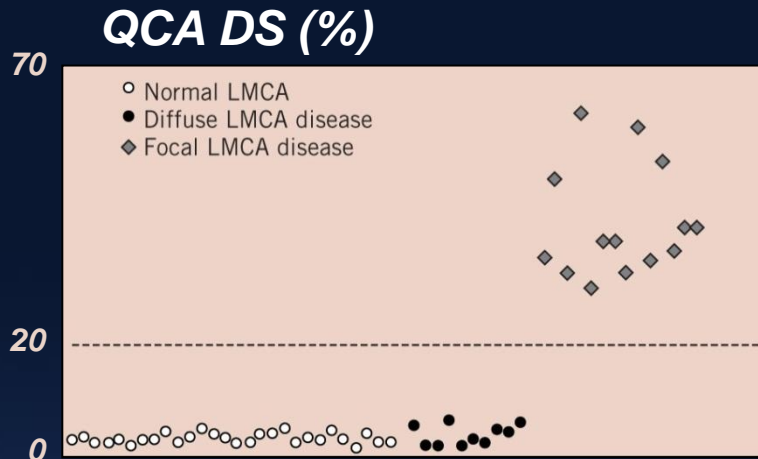 QCA DS (%)
70
Normal LMCA
Diffuse LMCA disease
Focal LMCA disease
20
0